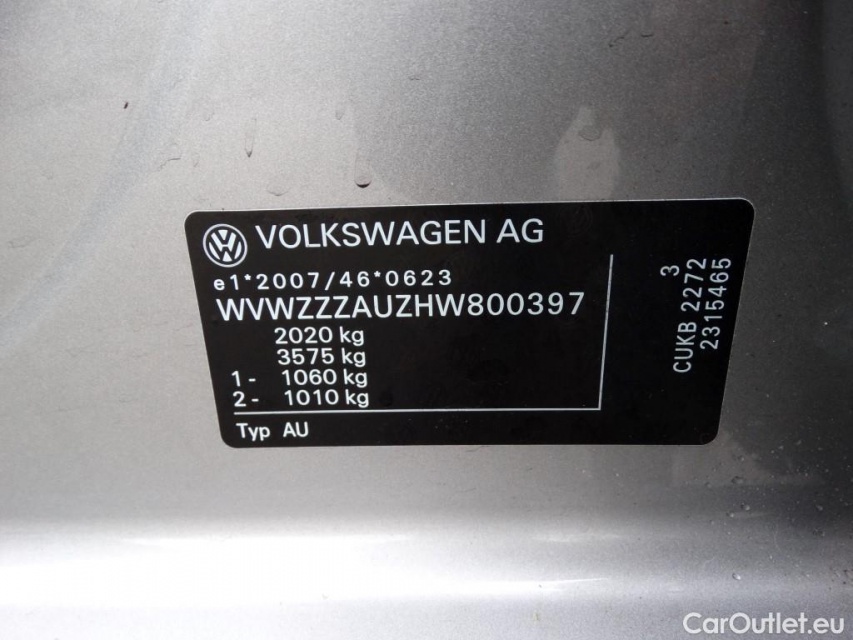 VOLKSWAGEN AG
e1*2007/46*0623
WVWZZZAUZHW800397
2020 kg
3575 kg
1- 1060 kg
2- 1010 kg
Typ AU
3
CUKB 2272
2315465
CarOutlet.eu